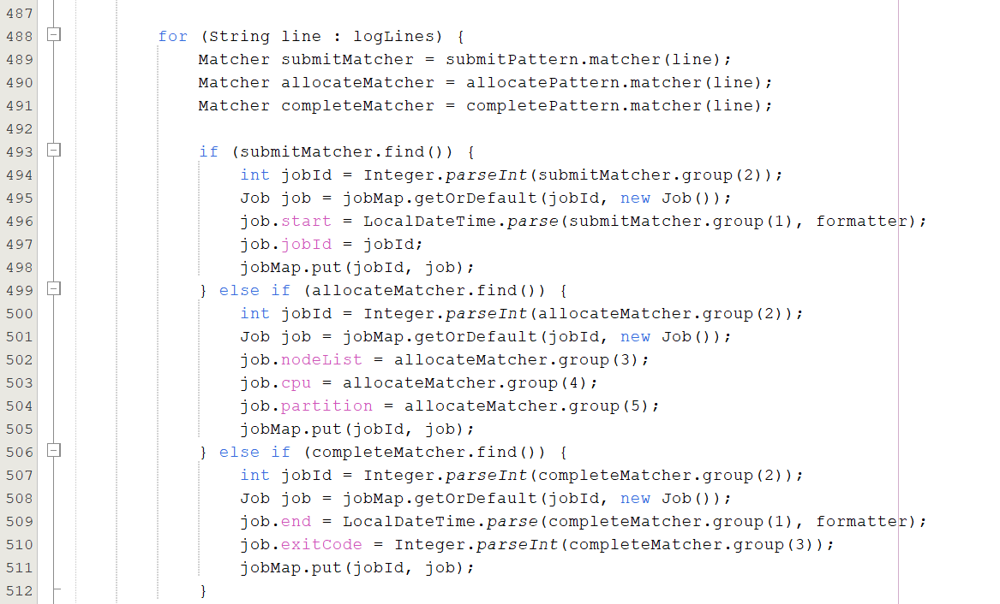 487
488 for (String line : logLines) {
489 Matcher submitMatcher = submitPattern.matcher(line);
490 Matcher allocateMatcher = allocatePattern.matcher(line);
491 Matcher completeMatcher = completePattern.matcher(line);
492
493 if (submitMatcher.find()) {
494 int jobId = Integer.parseInt(submitMatcher.group(2));
495 Job job = jobMap.getOrDefault(jobId, new Job());
496 job.start = LocalDateTime.parse(submitMatcher.group(1), formatter);
497 job.jobId = jobId;
498 jobMap.put(jobId, job);
499 } else if (allocateMatcher.find()) {
500 int jobId = Integer.parseInt(allocateMatcher.group(2));
501 Job job = jobMap.getOrDefault(jobId, new Job());
502 job.nodeList = allocateMatcher.group(3);
503 job.cpu = allocateMatcher.group(4);
504 job.partition = allocateMatcher.group(5);
505 jobMap.put(jobId, job);
506 } else if (completeMatcher.find()) {
507 int jobId = Integer.parseInt(completeMatcher.group(2));
508 Job job = jobMap.getOrDefault(jobId, new Job());
509 job.end = LocalDateTime.parse(completeMatcher.group(1), formatter);
510 job.exitCode = Integer.parseInt(completeMatcher.group(3));
511 jobMap.put(jobId, job);
512 }